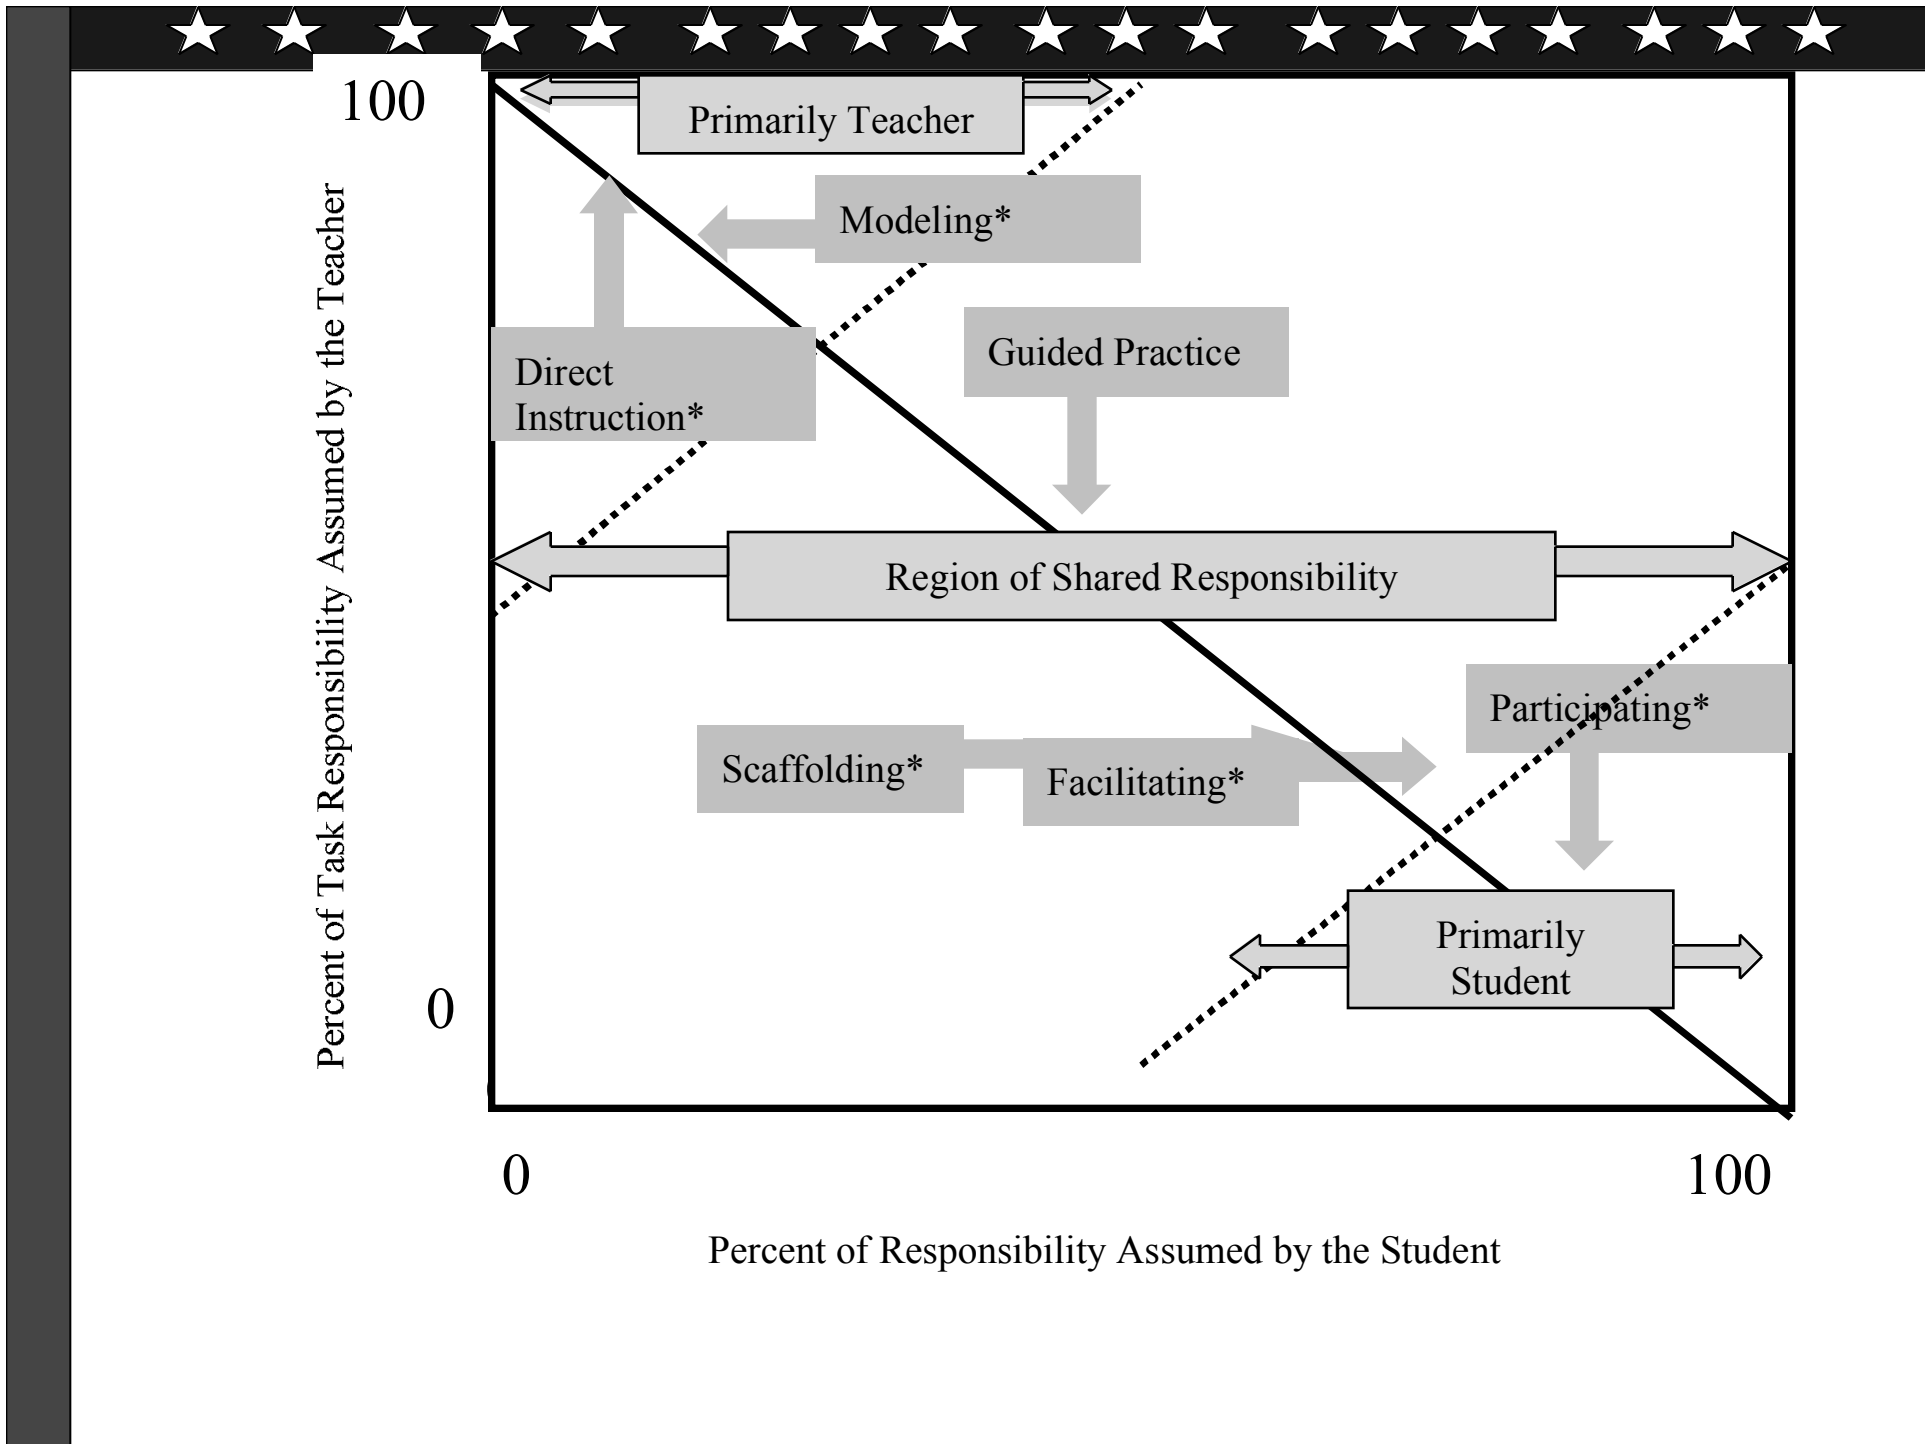 100
Primarily Teacher
Modeling*
Percent of Task Responsibility Assumed by the Teacher
Guided Practice
Direct
Instruction*
Region of Shared Responsibility
Participating*
Scaffolding*
Facilitating*
Primarily
Student
0
0
100
Percent of Responsibility Assumed by the Student